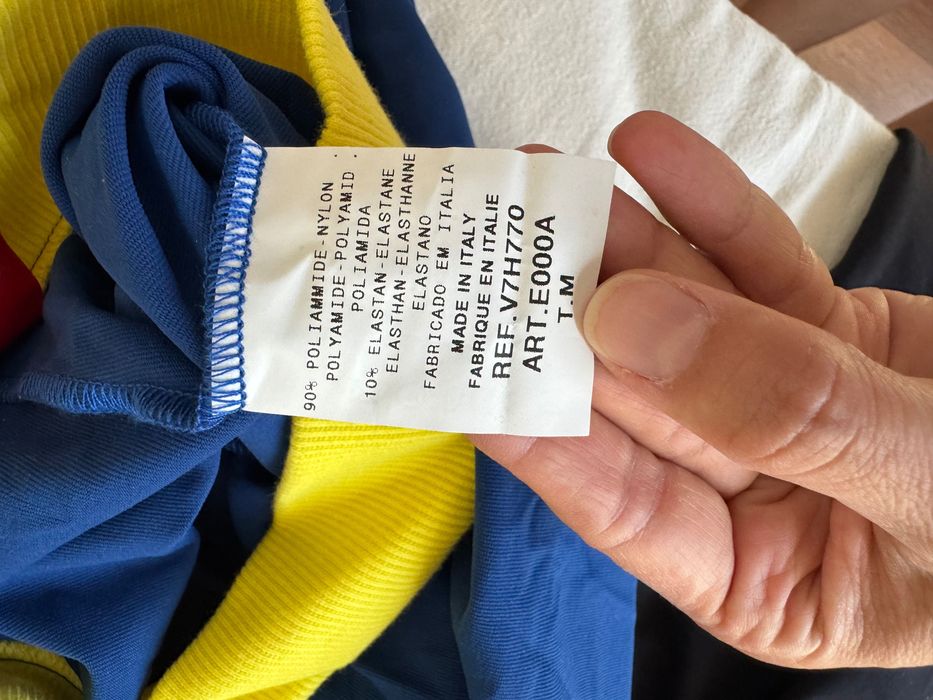 90% POLIAMMIDE-NYLON
POLYAMIDE-POLYAMID.
POLIAMIDA
10% ELASTAN-ELASTANE
ELASTHAN-ELASTHANNE
ELASTANO
FABRICADO EM ITALIA
MADE IN ITALY
FABRIQUE EN ITALIE
REF.V7H770
ART.E000A
T.M